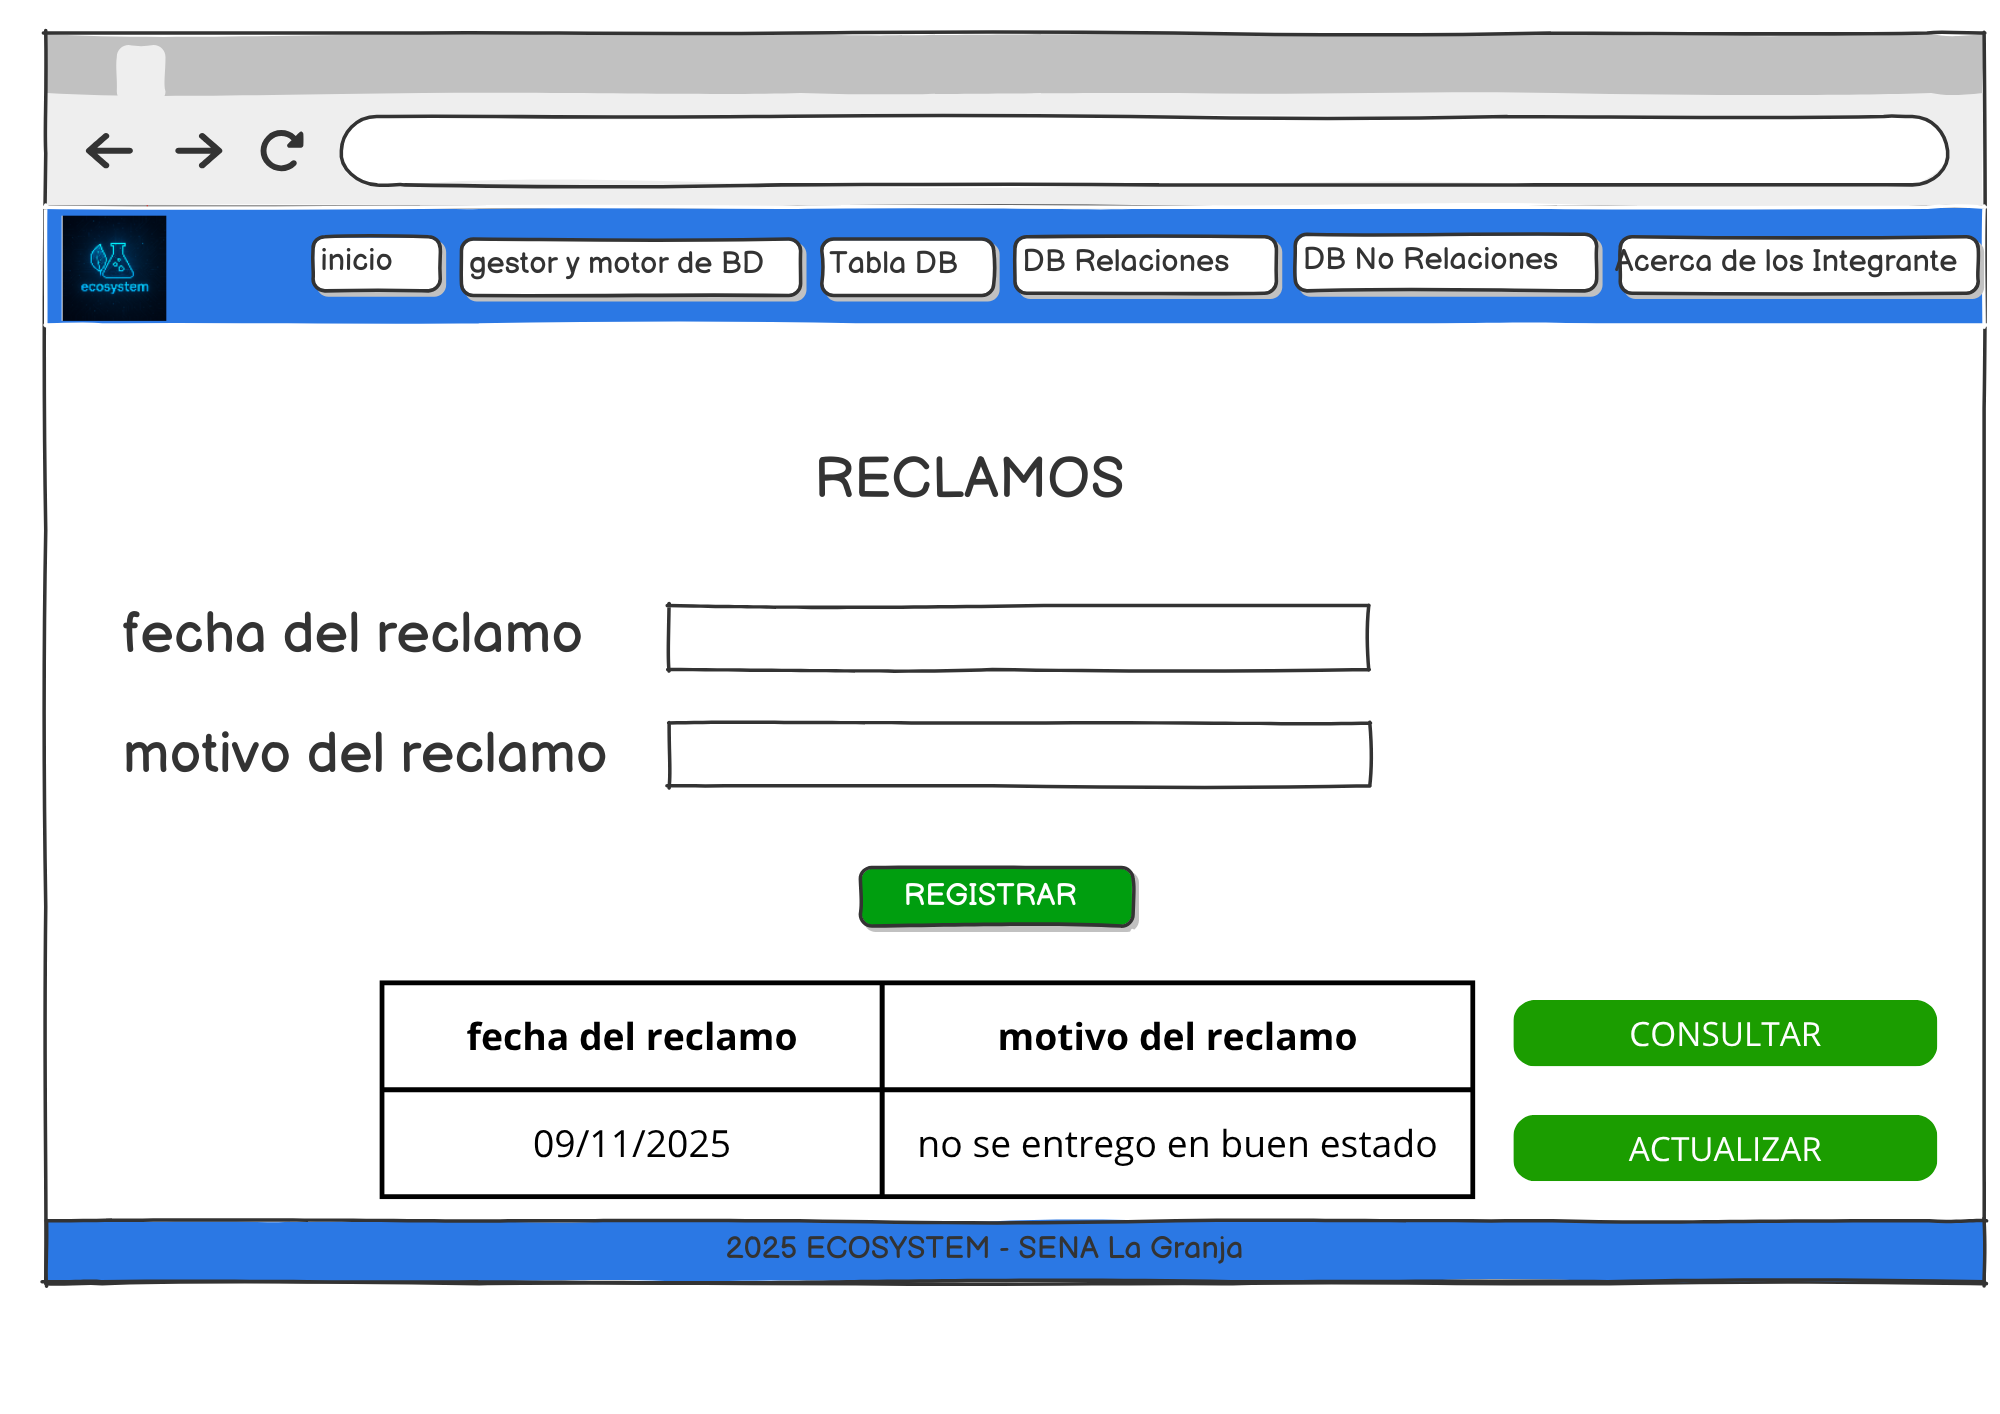 ecosystem
inicio
gestor y motor de BD
Tabla DB
DB Relaciones
DB No Relaciones
Acerca de los Integrante
RECLAMOS
fecha del reclamo
motivo del reclamo
REGISTRAR
fecha del reclamo motivo del reclamo
CONSULTAR
09/11/2025 no se entrego en buen estado
ACTUALIZAR
2025 ECOSYSTEM - SENA La Granja